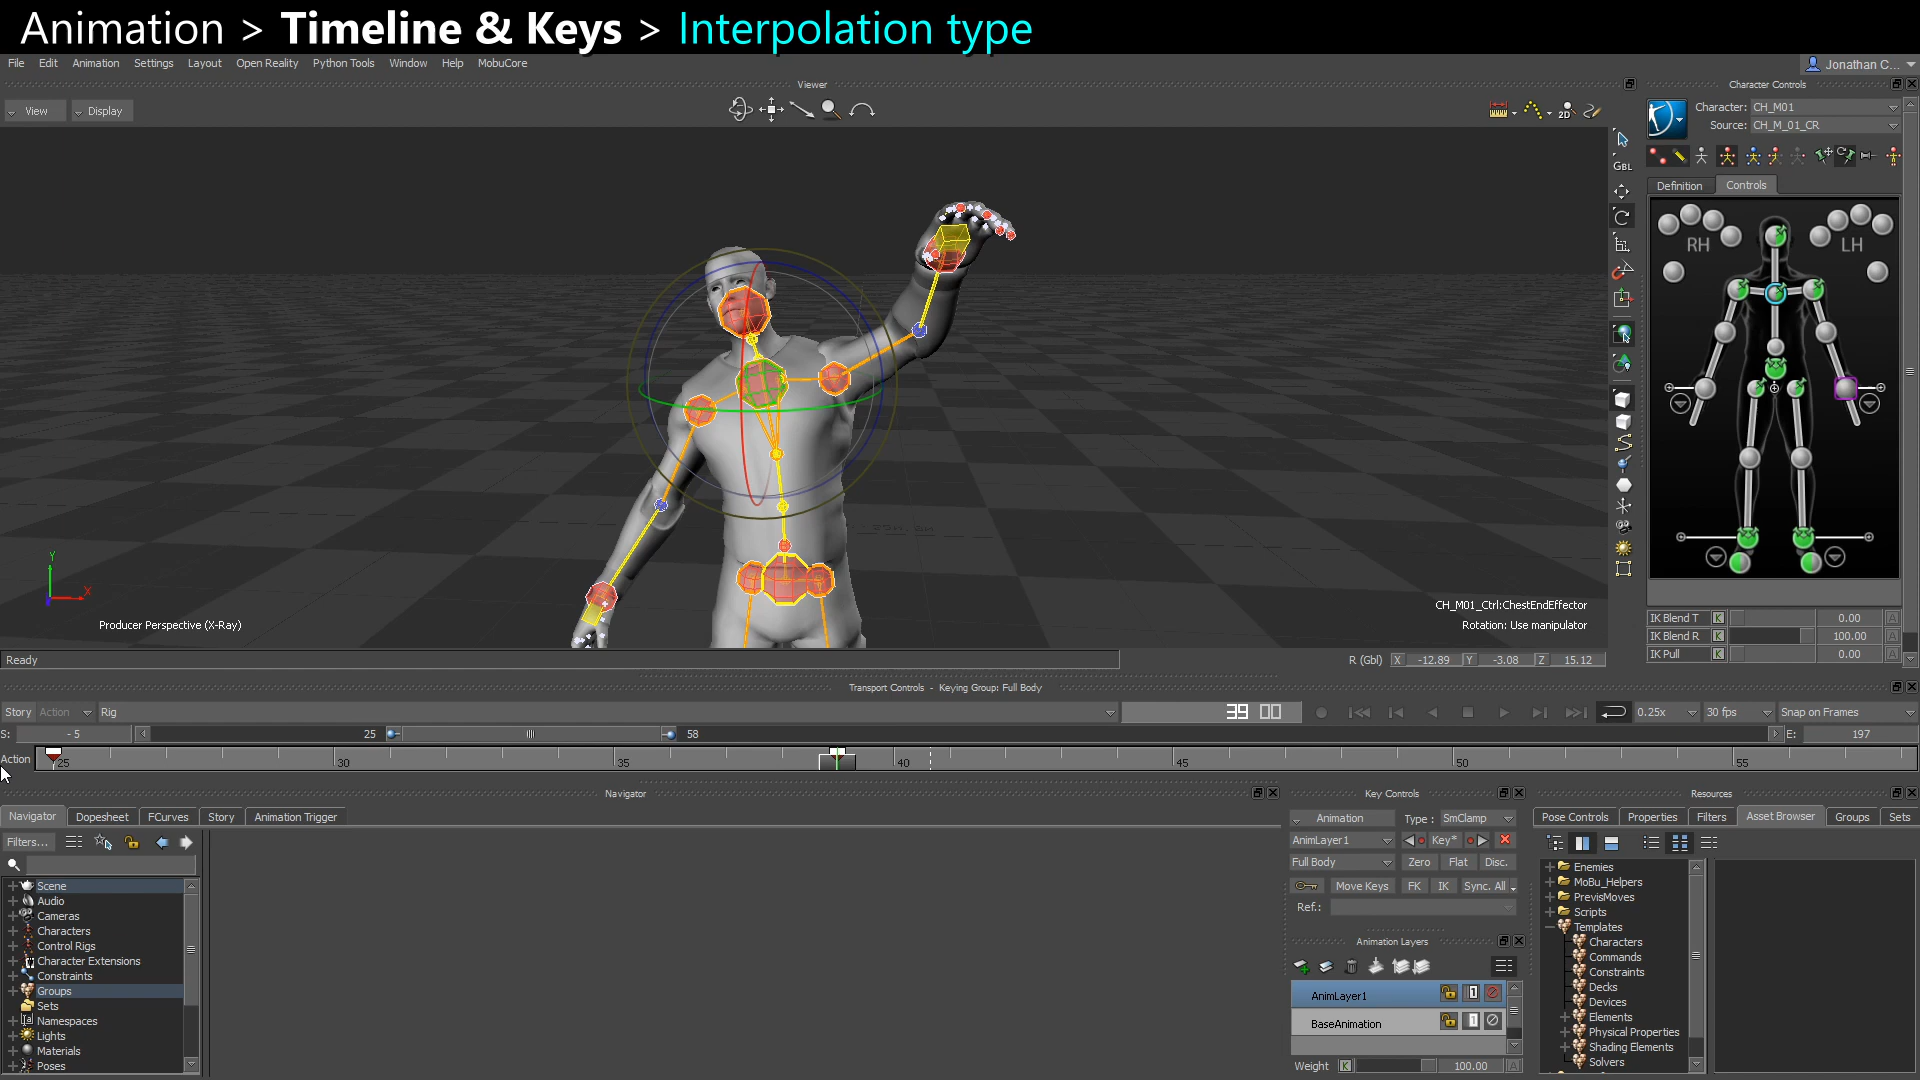 Animation > Timeline & Keys > Interpolation type
File Edit Animation Settings Layout Open Reality Python Tools Window Help MobuCore
Jonathan C...
Viewer
View Display
2D
GBL
Y
X
Producer Perspective (X-Ray)
CH_M01_Ctrl:ChestEndEffector
Rotation: Use manipulator
Ready
R (Gbl) X -12.89 Y -3.08 Z 15.12
Character Controls
Character: CH_M01
Source: CH_M_01_CR
Definition Controls
RH LH
IK Blend T K 0.00 A
IK Blend R K 100.00 A
IK Pull K 0.00 A
Transport Controls - Keying Group: Full Body
Story Action Rig 39 00 0.25x 30 fps Snap on Frames
S: -5 25 58 E: 197
Action 25 30 35 40 45 50 55
Navigator
Navigator Dopesheet FCurves Story Animation Trigger
Filters...
Scene
Audio
Cameras
Characters
Control Rigs
Character Extensions
Constraints
Groups
Sets
Namespaces
Lights
Materials
Poses
Key Controls
Animation Type : SmClamp
AnimLayer1 Key*
Full Body Zero Flat Disc.
Move Keys FK IK Sync. All
Ref.:
Animation Layers
AnimLayer1 1
BaseAnimation 1
Weight K 100.00 A
Resources
Pose Controls Properties Filters Asset Browser Groups Sets
Enemies
MoBu_Helpers
PrevisMoves
Scripts
Templates
Characters
Commands
Constraints
Decks
Devices
Elements
Physical Properties
Shading Elements
Solvers